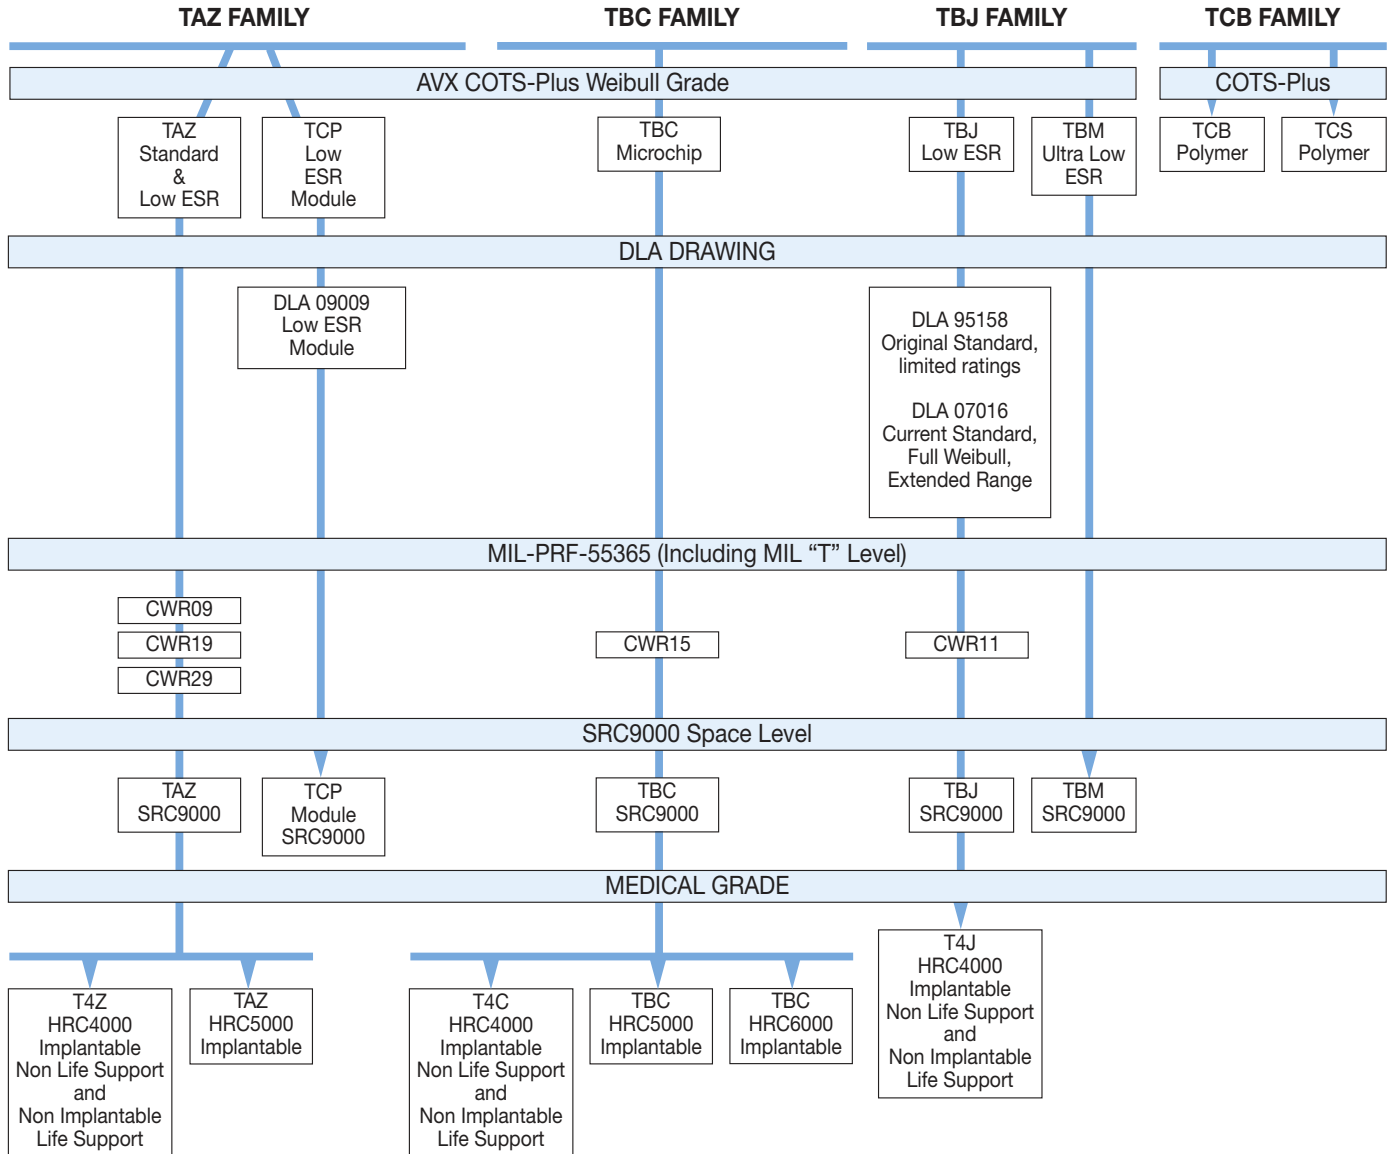 TAZ FAMILY
TBC FAMILY
TBJ FAMILY
TCB FAMILY
AVX COTS-Plus Weibull Grade
COTS-Plus
TAZ
Standard
&
Low ESR
TCP
Low
ESR
Module
TBC
Microchip
TBJ
Low ESR
TBM
Ultra Low
ESR
TCB
Polymer
TCS
Polymer
DLA DRAWING
DLA 09009
Low ESR
Module
DLA 95158
Original Standard,
limited ratings
DLA 07016
Current Standard,
Full Weibull,
Extended Range
MIL-PRF-55365 (Including MIL “T” Level)
CWR09
CWR19
CWR29
CWR15
CWR11
SRC9000 Space Level
TAZ
SRC9000
TCP
Module
SRC9000
TBC
SRC9000
TBJ
SRC9000
TBM
SRC9000
MEDICAL GRADE
T4Z
HRC4000
Implantable
Non Life Support
and
Non Implantable
Life Support
TAZ
HRC5000
Implantable
T4C
HRC4000
Implantable
Non Life Support
and
Non Implantable
Life Support
TBC
HRC5000
Implantable
TBC
HRC6000
Implantable
T4J
HRC4000
Implantable
Non Life Support
and
Non Implantable
Life Support